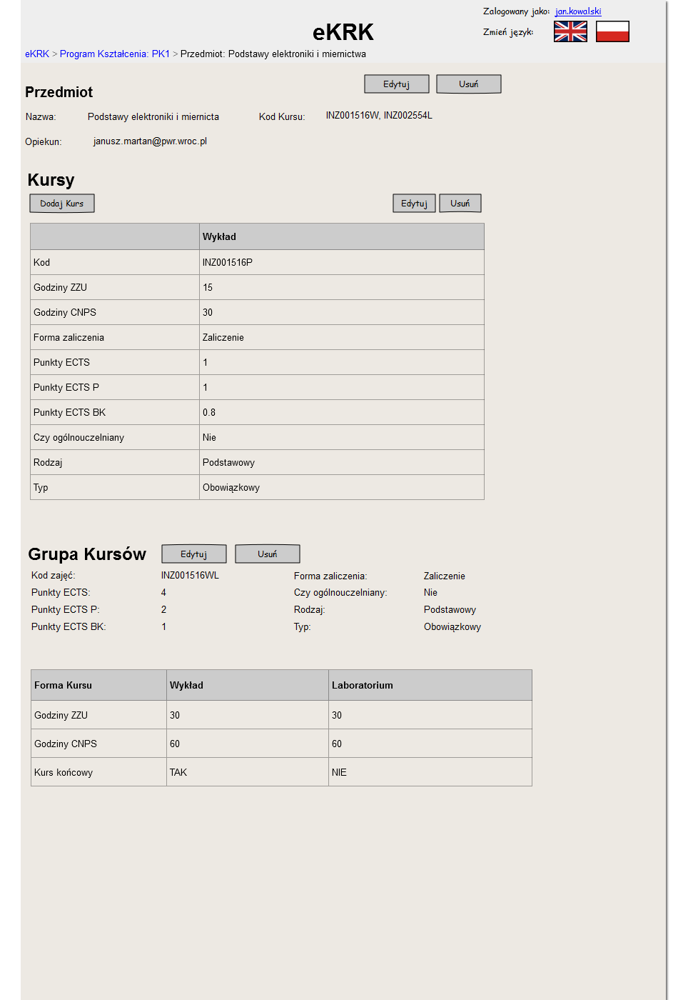 Zalogowany jako: jan.kowalski
eKRK
Zmień język:
eKRK > Program Kształcenia: PK1 > Przedmiot: Podstawy elektroniki i miernictwa
Edytuj Usuń
Przedmiot
Nazwa: Podstawy elektroniki i miernicta Kod Kursu: INZ001516W, INZ002554L
Opiekun: janusz.martan@pwr.wroc.pl
Kursy
Dodaj Kurs Edytuj Usuń
Wykład
Kod INZ001516P
Godziny ZZU 15
Godziny CNPS 30
Forma zaliczenia Zaliczenie
Punkty ECTS 1
Punkty ECTS P 1
Punkty ECTS BK 0.8
Czy ogólnouczelniany Nie
Rodzaj Podstawowy
Typ Obowiązkowy
Grupa Kursów Edytuj Usuń
Kod zajęć: INZ001516WL Forma zaliczenia: Zaliczenie
Punkty ECTS: 4 Czy ogólnouczelniany: Nie
Punkty ECTS P: 2 Rodzaj: Podstawowy
Punkty ECTS BK: 1 Typ: Obowiązkowy
Forma Kursu Wykład Laboratorium
Godziny ZZU 30 30
Godziny CNPS 60 60
Kurs końcowy TAK NIE